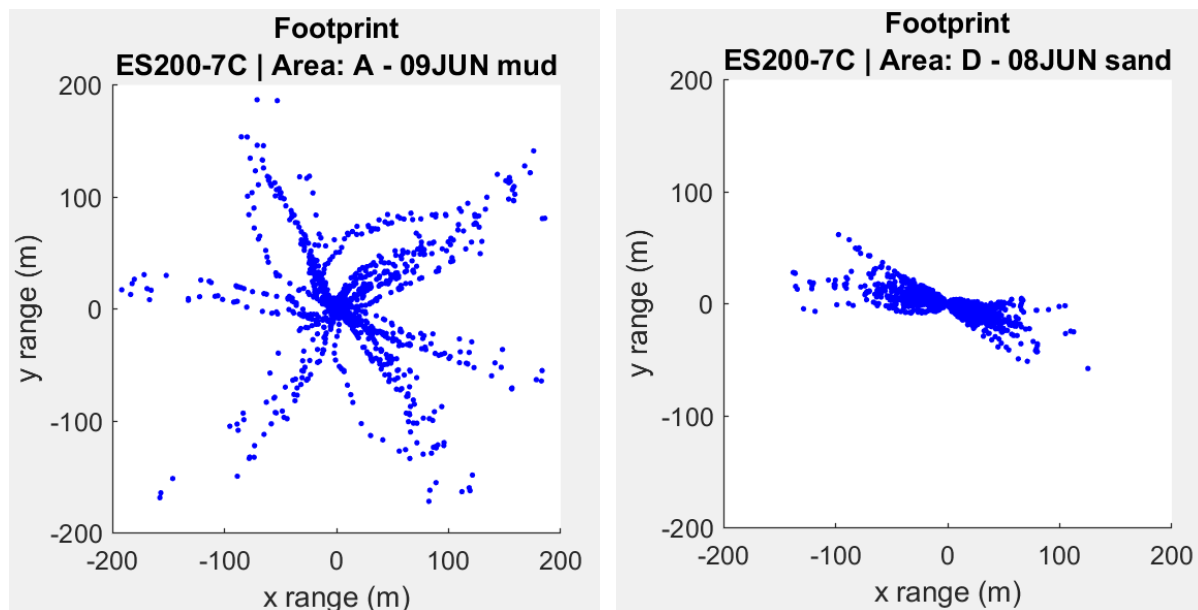 Footprint
ES200-7C | Area: A - 09JUN mud
200
100
0
-100
-200
-200 -100 0 100 200
y range (m)
x range (m)
Footprint
ES200-7C | Area: D - 08JUN sand
200
100
0
-100
-200
-200 -100 0 100 200
y range (m)
x range (m)